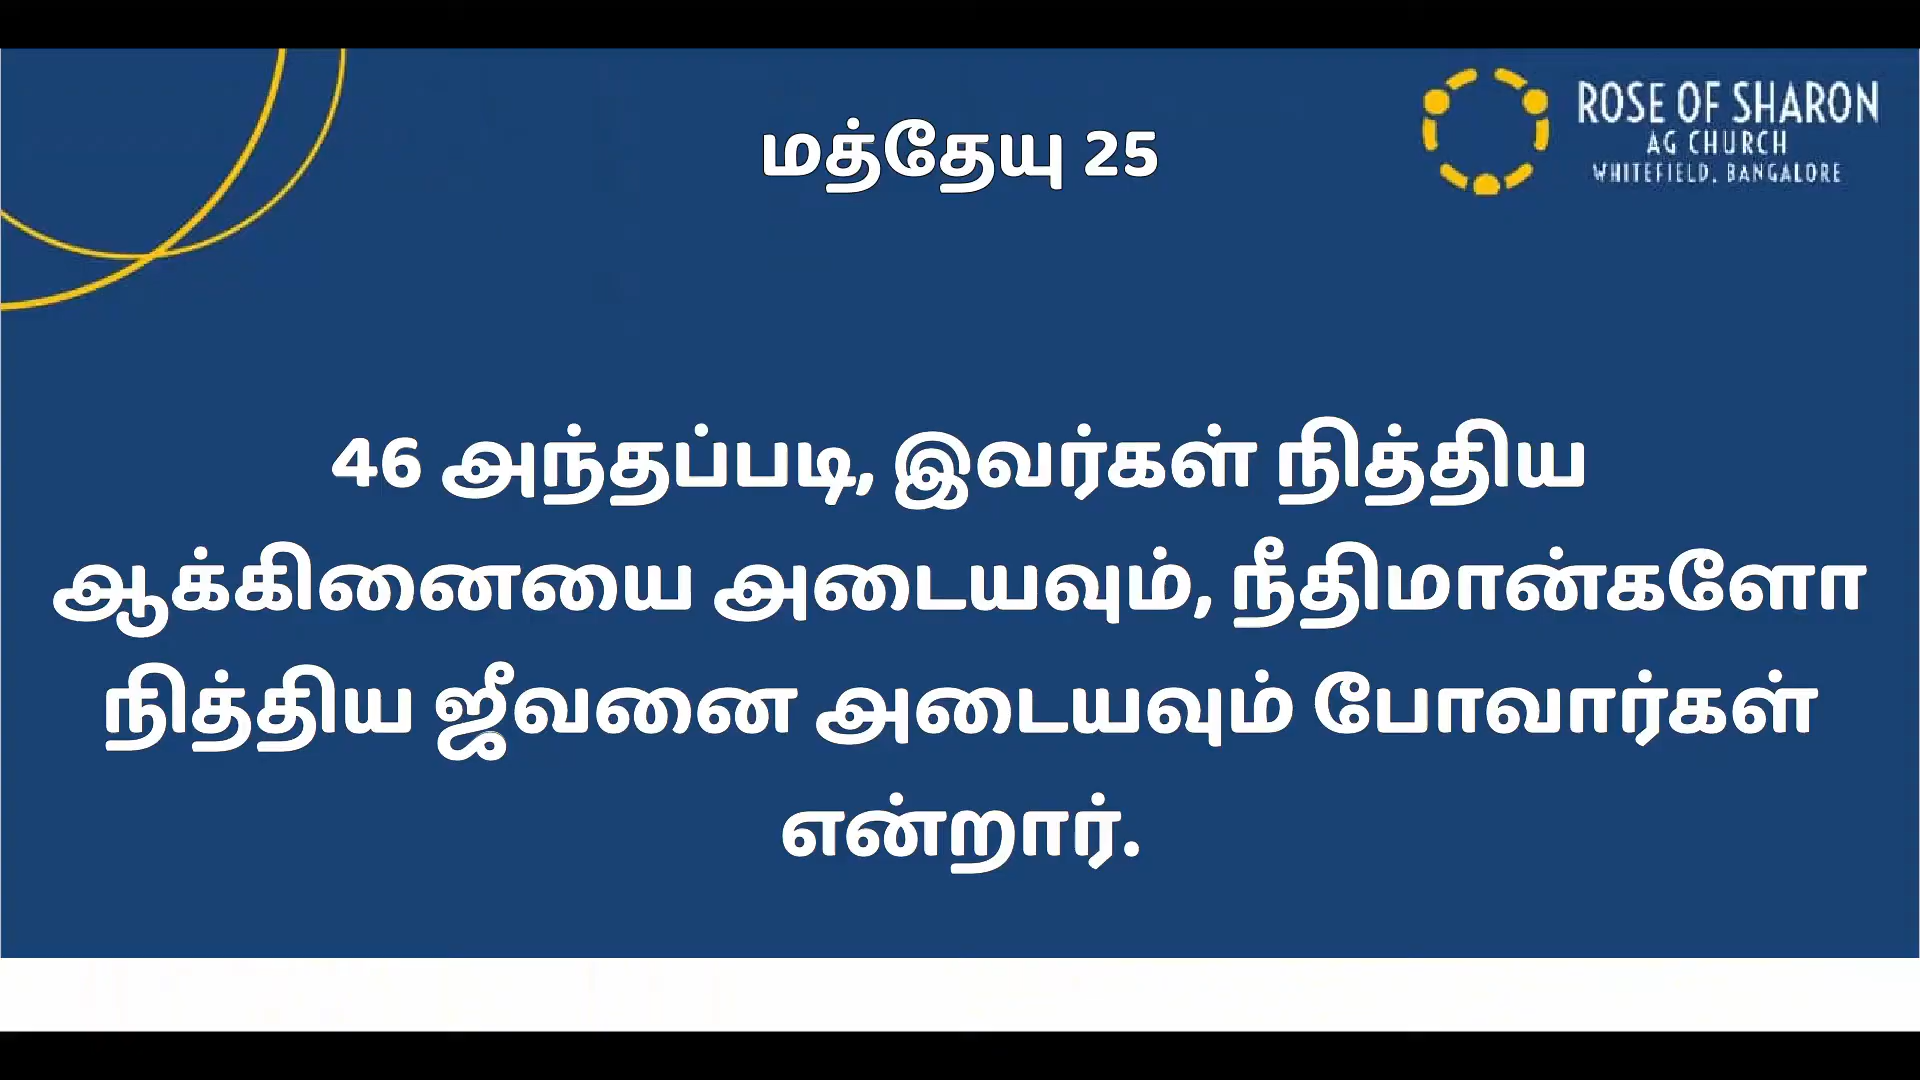 மத்தேயு 25
ROSE OF SHARON
AG CHURCH
WHITEFIELD, BANGALORE
46 அந்தப்படி, இவர்கள் நித்திய
ஆக்கினையை அடையவும், நீதிமான்களோ
நித்திய ஜீவனை அடையவும் போவார்கள்
என்றார்.